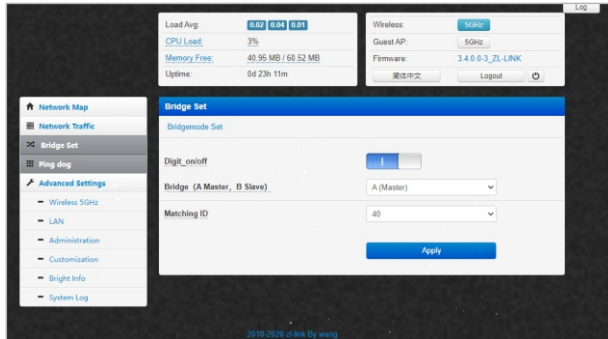 Log
Load Avg: 0.02 0.04 0.01
CPU Load: 3%
Memory Free: 40.95 MB / 60.52 MB
Uptime: 0d 23h 11m
Wireless: 5GHz
Guest AP: 5GHz
Firmware: 3.4.0.0-3_ZL-LINK
简体中文 Logout
Network Map
Network Traffic
Bridge Set
Ping dog
Advanced Settings
Wireless 5GHz
LAN
Administration
Customization
Bright Info
System Log
Bridge Set
Bridgemode Set
Digit_on/off
Bridge (A Master, B Slave) A (Master)
Matching ID 40
Apply
2018-2020 zl-link By wang